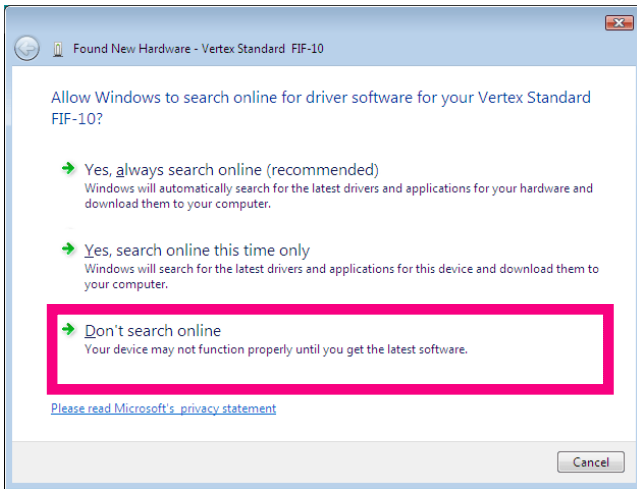 Found New Hardware - Vertex Standard FIF-10
Allow Windows to search online for driver software for your Vertex Standard
FIF-10?
Yes, always search online (recommended)
Windows will automatically search for the latest drivers and applications for your hardware and
download them to your computer.
Yes, search online this time only
Windows will search for the latest drivers and applications for this device and download them to
your computer.
Don't search online
Your device may not function properly until you get the latest software.
Please read Microsoft's privacy statement
Cancel